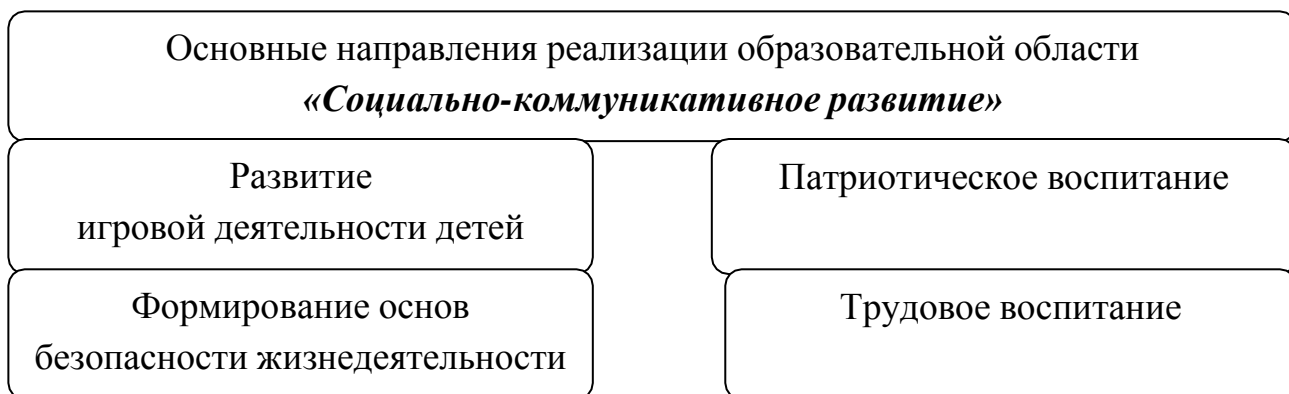 Основные направления реализации образовательной области
«Социально-коммуникативное развитие»
Развитие
игровой деятельности детей
Патриотическое воспитание
Формирование основ
безопасности жизнедеятельности
Трудовое воспитание